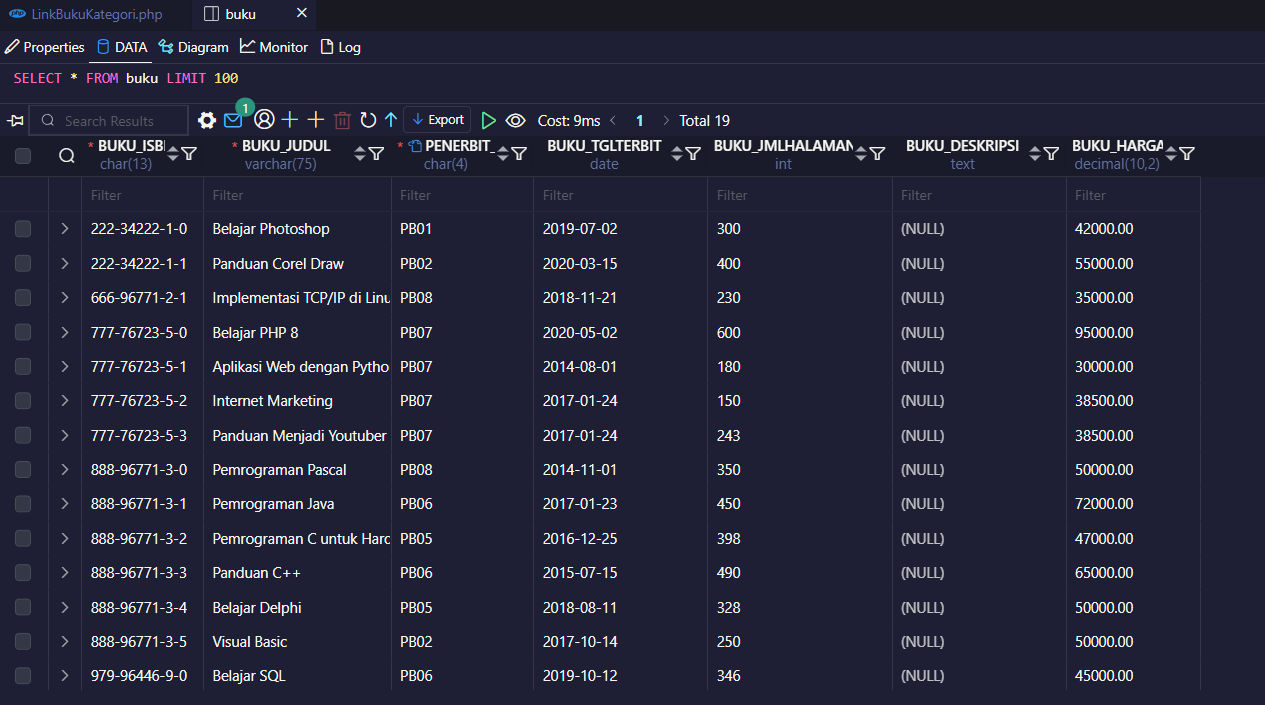 php LinkBukuKategori.php buku ×
Properties DATA Diagram Monitor Log
SELECT * FROM buku LIMIT 100
1
Search Results Export Cost: 9ms 1 Total 19
* BUKU_ISB * BUKU_JUDUL * PENERBIT_ BUKU_TGLTERBIT BUKU_JMLHALAMAN BUKU_DESKRIPSI BUKU_HARGA
char(13) varchar(75) char(4) date int text decimal(10,2)
Filter Filter Filter Filter Filter Filter Filter
222-34222-1-0 Belajar Photoshop PB01 2019-07-02 300 (NULL) 42000.00
222-34222-1-1 Panduan Corel Draw PB02 2020-03-15 400 (NULL) 55000.00
666-96771-2-1 Implementasi TCP/IP di Linu PB08 2018-11-21 230 (NULL) 35000.00
777-76723-5-0 Belajar PHP 8 PB07 2020-05-02 600 (NULL) 95000.00
777-76723-5-1 Aplikasi Web dengan Pytho PB07 2014-08-01 180 (NULL) 30000.00
777-76723-5-2 Internet Marketing PB07 2017-01-24 150 (NULL) 38500.00
777-76723-5-3 Panduan Menjadi Youtuber PB07 2017-01-24 243 (NULL) 38500.00
888-96771-3-0 Pemrograman Pascal PB08 2014-11-01 350 (NULL) 50000.00
888-96771-3-1 Pemrograman Java PB06 2017-01-23 450 (NULL) 72000.00
888-96771-3-2 Pemrograman C untuk Hard PB05 2016-12-25 398 (NULL) 47000.00
888-96771-3-3 Panduan C++ PB06 2015-07-15 490 (NULL) 65000.00
888-96771-3-4 Belajar Delphi PB05 2018-08-11 328 (NULL) 50000.00
888-96771-3-5 Visual Basic PB02 2017-10-14 250 (NULL) 50000.00
979-96446-9-0 Belajar SQL PB06 2019-10-12 346 (NULL) 45000.00